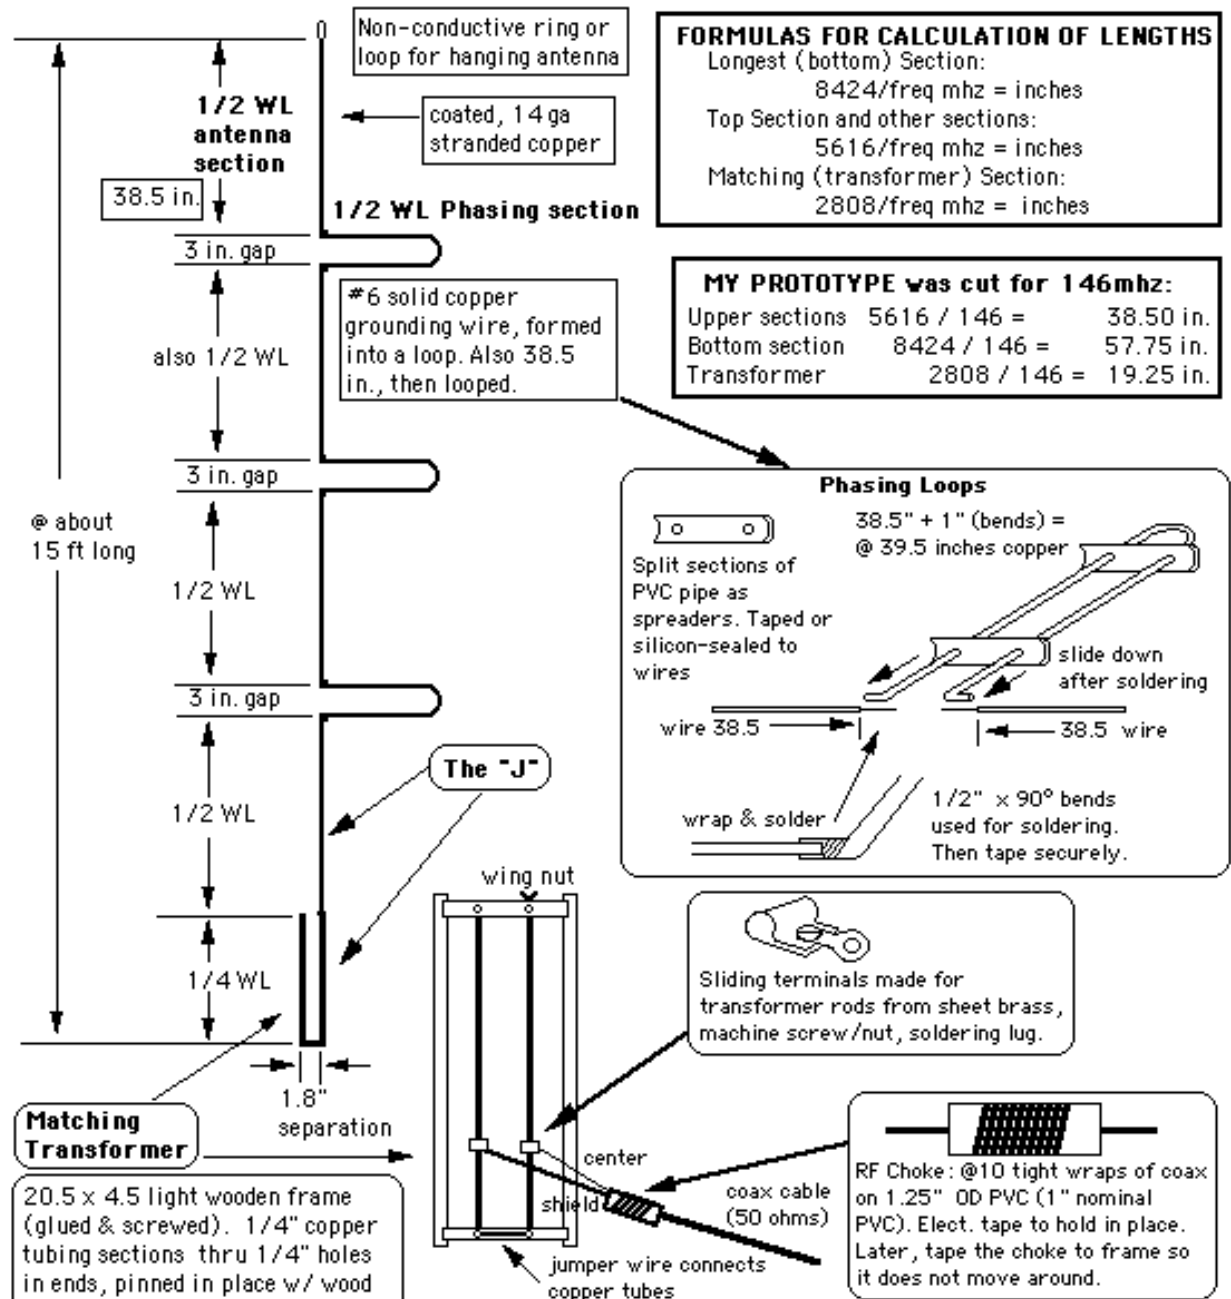 Non-conductive ring or
loop for hanging antenna
1/2 WL
antenna
section
38.5 in.
coated, 14 ga
stranded copper
FORMULAS FOR CALCULATION OF LENGTHS
Longest (bottom) Section:
8424/freq mhz = inches
Top Section and other sections:
5616/freq mhz = inches
Matching (transformer) Section:
2808/freq mhz = inches
1/2 WL Phasing section
3 in. gap
#6 solid copper
grounding wire, formed
into a loop. Also 38.5
in., then looped.
MY PROTOTYPE was cut for 146mhz:
Upper sections 5616 / 146 = 38.50 in.
Bottom section 8424 / 146 = 57.75 in.
Transformer 2808 / 146 = 19.25 in.
also 1/2 WL
3 in. gap
@ about
15 ft long
1/2 WL
3 in. gap
1/2 WL
The "J"
1/4 WL
Phasing Loops
38.5" + 1" (bends) =
@ 39.5 inches copper
Split sections of
PVC pipe as
spreaders. Taped or
silicon-sealed to
wires
slide down
after soldering
wire 38.5
38.5 wire
wrap & solder
1/2" x 90° bends
used for soldering.
Then tape securely.
wing nut
Sliding terminals made for
transformer rods from sheet brass,
machine screw/nut, soldering lug.
1.8"
separation
Matching
Transformer
20.5 x 4.5 light wooden frame
(glued & screwed). 1/4" copper
tubing sections thru 1/4" holes
in ends, pinned in place w/ wood
center
shield
coax cable
(50 ohms)
jumper wire connects
copper tubes
RF Choke: @10 tight wraps of coax
on 1.25" OD PVC (1" nominal
PVC). Elect. tape to hold in place.
Later, tape the choke to frame so
it does not move around.